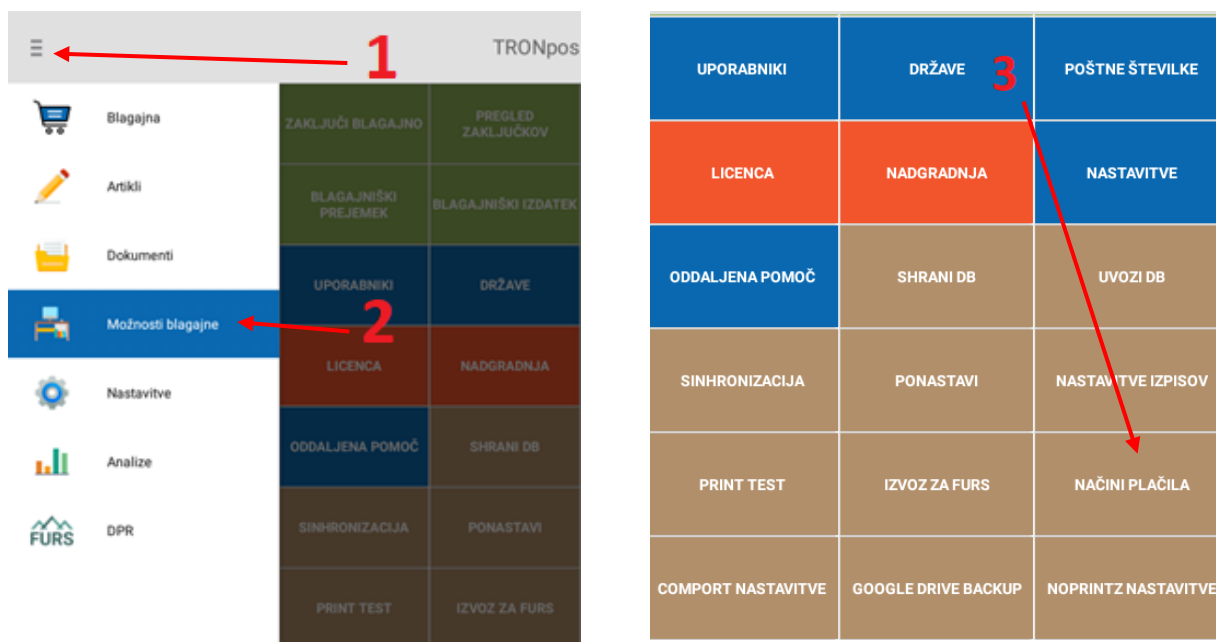 1
TRONpos
Blagajna
Artikli
Dokumenti
Možnosti blagajne
Nastavitve
Analize
FURS
DPR
ZAKLJUČI BLAGAJNO
PREGLED
ZAKLJUČKOV
BLAGAJNIŠKI
PREJEMEK
BLAGAJNIŠKI IZDATEK
UPORABNIKI
DRŽAVE
2
LICENCA
NADGRADNJA
ODDALJENA POMOČ
SHRANI DB
SINHRONIZACIJA
PONASTAVI
PRINT TEST
IZVOZ ZA FURS
UPORABNIKI
DRŽAVE
3
POŠTNE ŠTEVILKE
LICENCA
NADGRADNJA
NASTAVITVE
ODDALJENA POMOČ
SHRANI DB
UVOZI DB
SINHRONIZACIJA
PONASTAVI
NASTAVITVE IZPISOV
PRINT TEST
IZVOZ ZA FURS
NAČINI PLAČILA
COMPORT NASTAVITVE
GOOGLE DRIVE BACKUP
NOPRINTZ NASTAVITVE